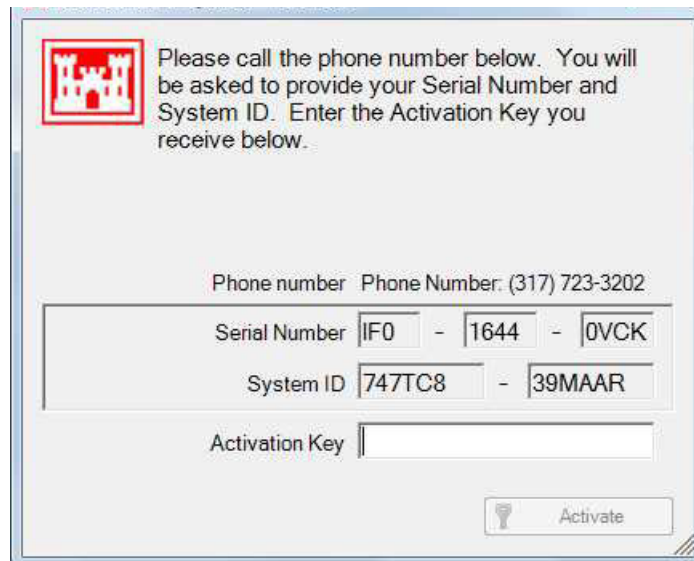 Please call the phone number below. You will
be asked to provide your Serial Number and
System ID. Enter the Activation Key you
receive below.
Phone number Phone Number: (317) 723-3202
Serial Number IF0 - 1644 - 0VCK
System ID 747TC8 - 39MAAR
Activation Key
Activate